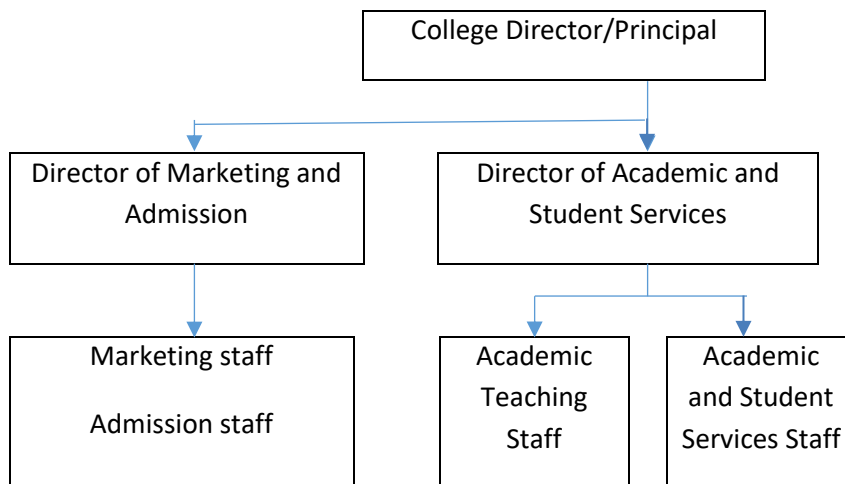 College Director/Principal
Director of Marketing and
Admission
Director of Academic and
Student Services
Marketing staff
Admission staff
Academic
Teaching
Staff
Academic
and Student
Services Staff